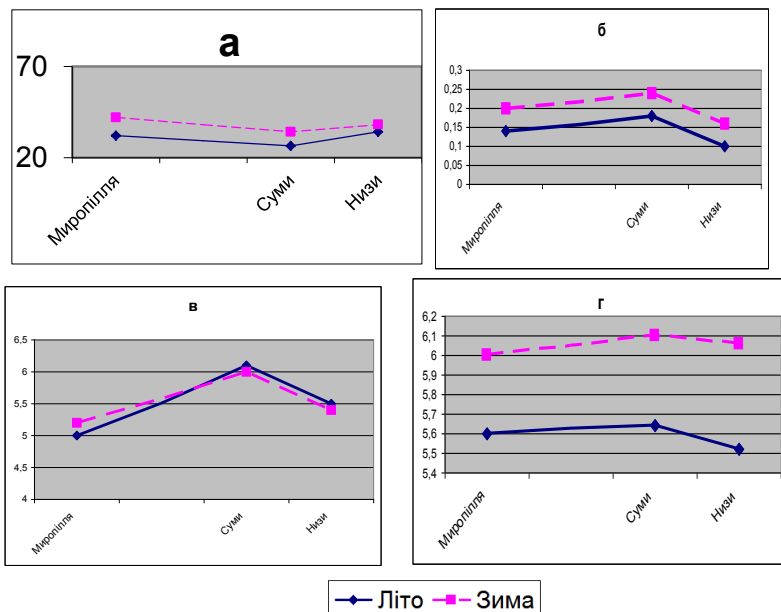 а
70
20
Миропілля
Суми
Низи
б
0,3
0,25
0,2
0,15
0,1
0,05
0
Миропілля
Суми
Низи
в
6,5
6
5,5
5
4,5
4
Миропілля
Суми
Низи
г
6,2
6,1
6
5,9
5,8
5,7
5,6
5,5
5,4
Миропілля
Суми
Низи
Літо
Зима